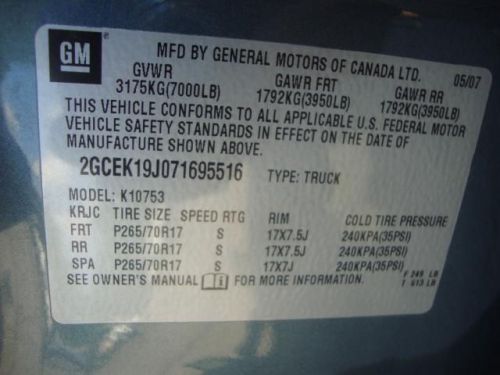 GM
MFD BY GENERAL MOTORS OF CANADA LTD. 05/07
GVWR GAWR FRT GAWR RR
3175KG(7000LB) 1792KG(3950LB) 1792KG(3950LB)
THIS VEHICLE CONFORMS TO ALL APPLICABLE U.S. FEDERAL MOTOR
VEHICLE SAFETY STANDARDS IN EFFECT ON THE DATE OF
MANUFACTURE SHOWN ABOVE.
2GCEK19J071695516 TYPE: TRUCK
MODEL: K10753
KRJC TIRE SIZE SPEED RTG RIM COLD TIRE PRESSURE
FRT P265/70R17 S 17X7.5J 240KPA(35PSI)
RR P265/70R17 S 17X7.5J 240KPA(35PSI)
SPA P265/70R17 S 17X7J 240KPA(35PSI)
SEE OWNER'S MANUAL i FOR MORE INFORMATION.
F 249 LB
T 613 LB